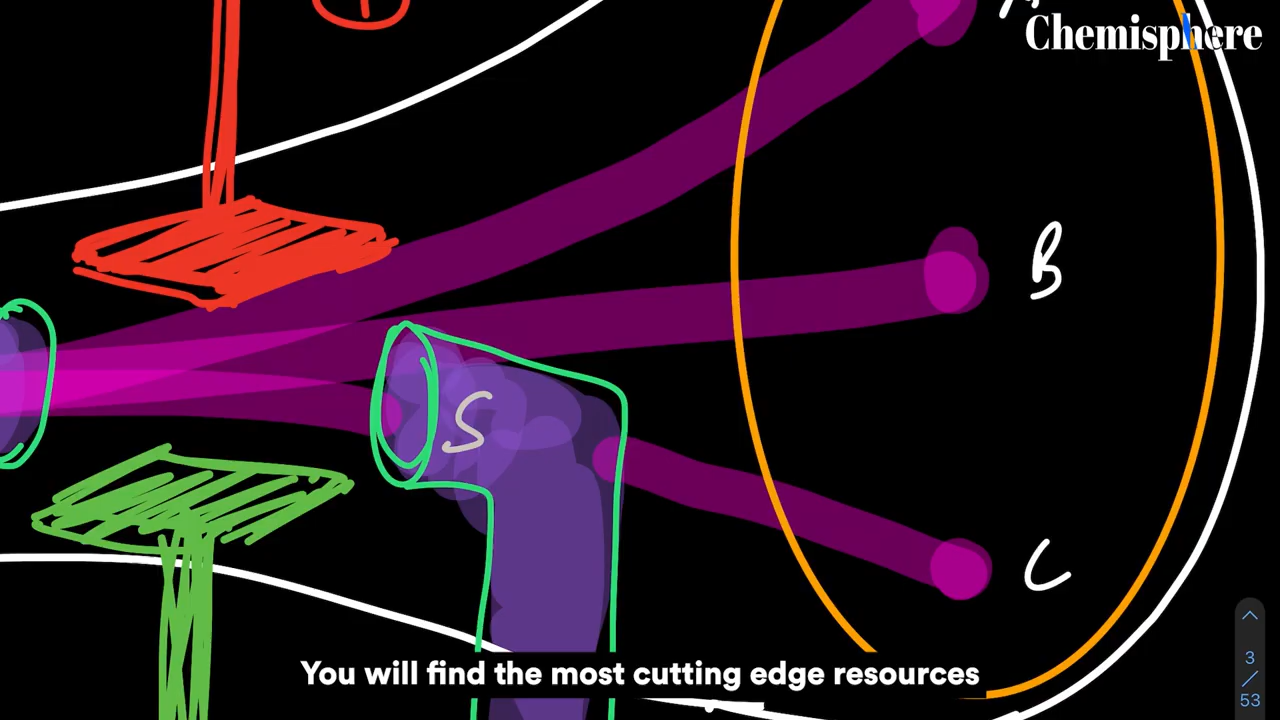 Chemisphere
B
S
C
You will find the most cutting edge resources
3
/
53